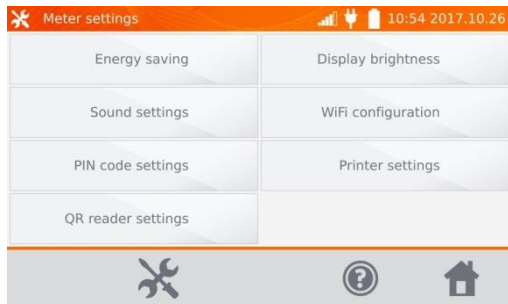 Meter settings 10:54 2017.10.26
Energy saving Display brightness
Sound settings WiFi configuration
PIN code settings Printer settings
QR reader settings